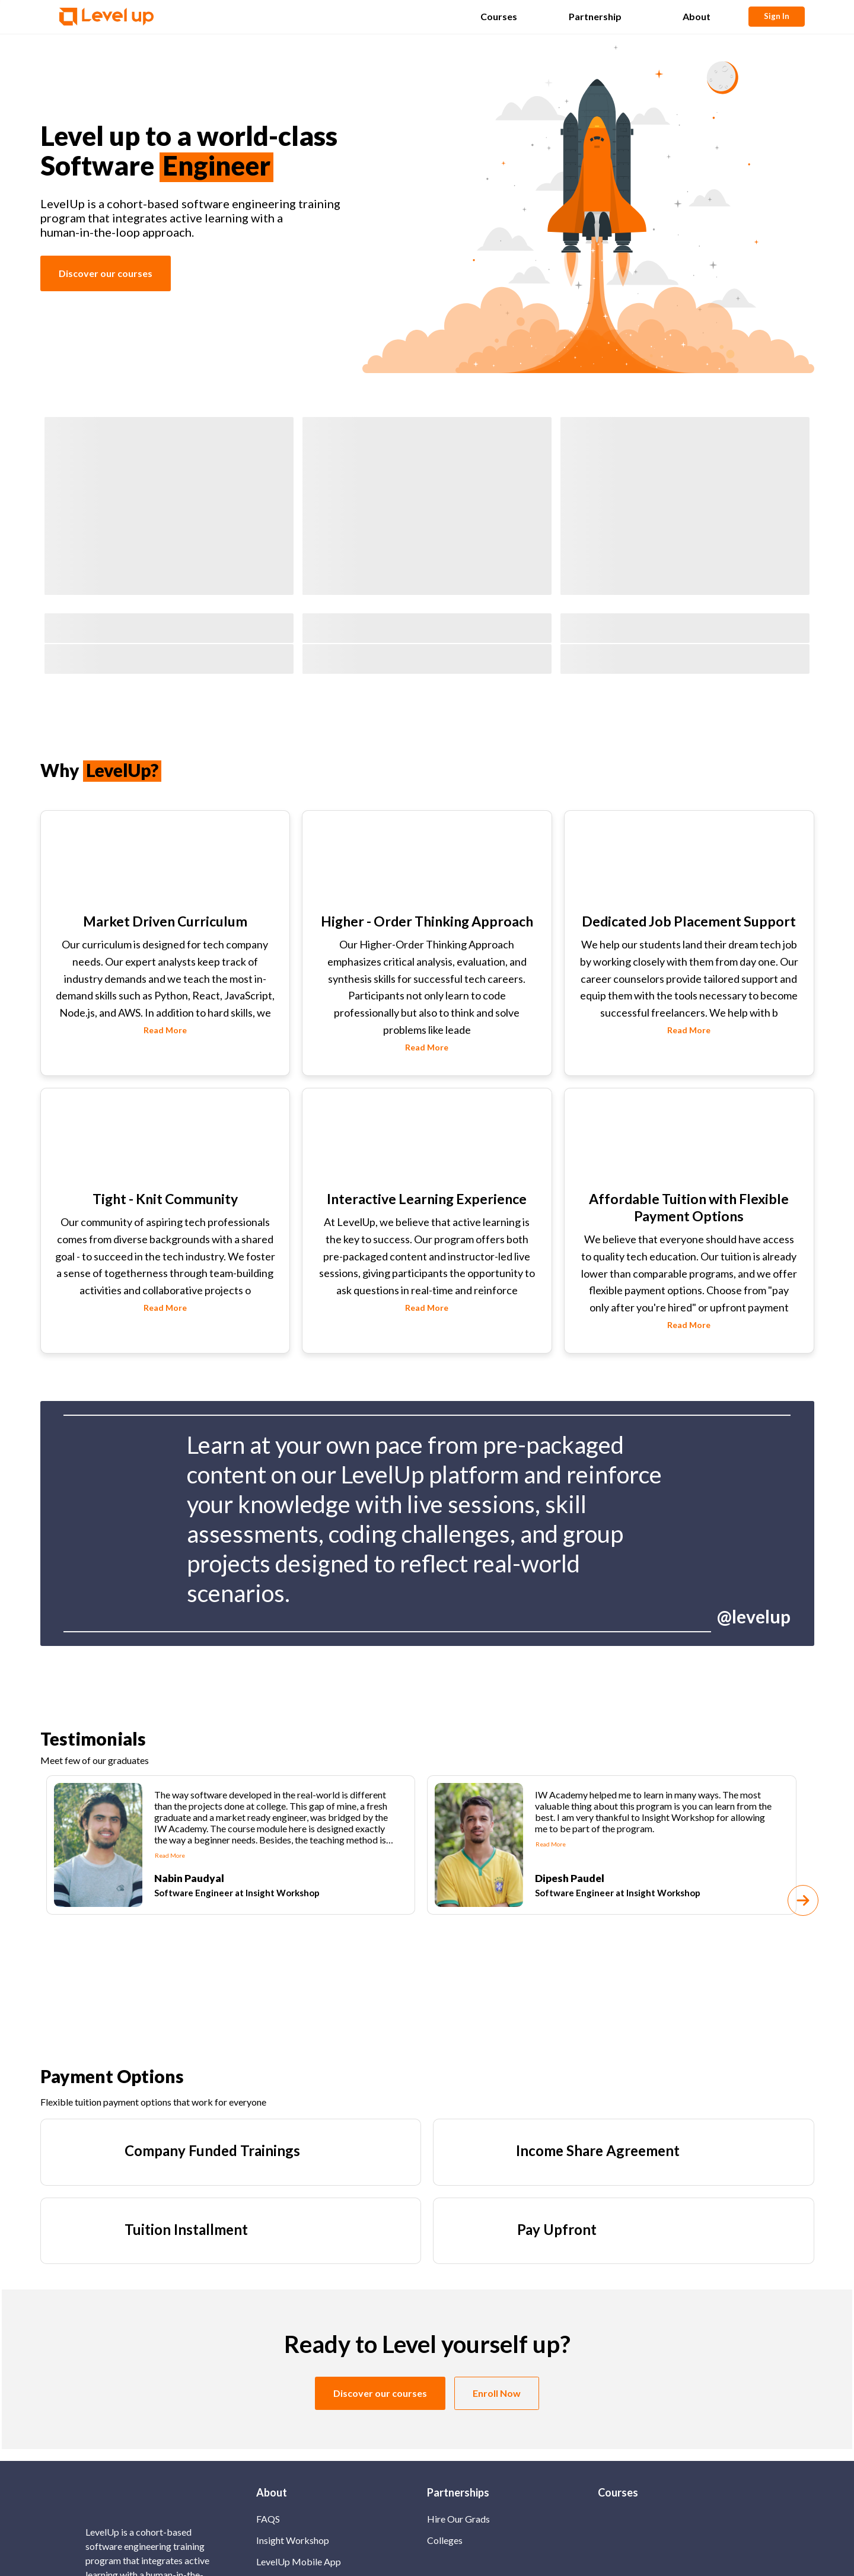 Level up
Courses
Partnership
About
Sign In
Level up to a world-class
Software Engineer
LevelUp is a cohort-based software engineering training
program that integrates active learning with a
human-in-the-loop approach.
Discover our courses
Why LevelUp?
Market Driven Curriculum
Our curriculum is designed for tech company
needs. Our expert analysts keep track of
industry demands and we teach the most in-
demand skills such as Python, React, JavaScript,
Node.js, and AWS. In addition to hard skills, we
Read More
Higher - Order Thinking Approach
Our Higher-Order Thinking Approach
emphasizes critical analysis, evaluation, and
synthesis skills for successful tech careers.
Participants not only learn to code
professionally but also to think and solve
problems like leade
Read More
Dedicated Job Placement Support
We help our students land their dream tech job
by working closely with them from day one. Our
career counselors provide tailored support and
equip them with the tools necessary to become
successful freelancers. We help with b
Read More
Tight - Knit Community
Our community of aspiring tech professionals
comes from diverse backgrounds with a shared
goal - to succeed in the tech industry. We foster
a sense of togetherness through team-building
activities and collaborative projects o
Read More
Interactive Learning Experience
At LevelUp, we believe that active learning is
the key to success. Our program offers both
pre-packaged content and instructor-led live
sessions, giving participants the opportunity to
ask questions in real-time and reinforce
Read More
Affordable Tuition with Flexible
Payment Options
We believe that everyone should have access
to quality tech education. Our tuition is already
lower than comparable programs, and we offer
flexible payment options. Choose from "pay
only after you're hired" or upfront payment
Read More
Learn at your own pace from pre-packaged
content on our LevelUp platform and reinforce
your knowledge with live sessions, skill
assessments, coding challenges, and group
projects designed to reflect real-world
scenarios.
@levelup
Testimonials
Meet few of our graduates
The way software developed in the real-world is different
than the projects done at college. This gap of mine, a fresh
graduate and a market ready engineer, was bridged by the
IW Academy. The course module here is designed exactly
the way a beginner needs. Besides, the teaching method is…
Read More
Nabin Paudyal
Software Engineer at Insight Workshop
IW Academy helped me to learn in many ways. The most
valuable thing about this program is you can learn from the
best. I am very thankful to Insight Workshop for allowing
me to be part of the program.
Read More
Dipesh Paudel
Software Engineer at Insight Workshop
Payment Options
Flexible tuition payment options that work for everyone
Company Funded Trainings
Income Share Agreement
Tuition Installment
Pay Upfront
Ready to Level yourself up?
Discover our courses
Enroll Now
LevelUp is a cohort-based
software engineering training
program that integrates active
learning with a human-in-the-
About
FAQS
Insight Workshop
LevelUp Mobile App
Partnerships
Hire Our Grads
Colleges
Courses